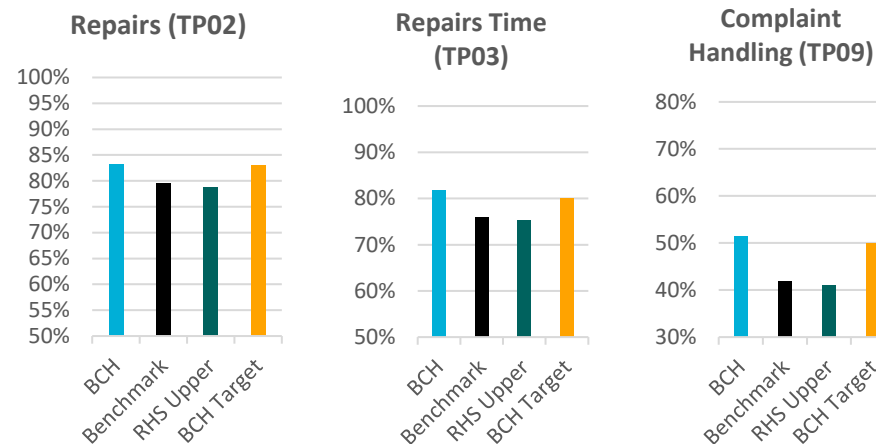 Repairs (TP02)
100%
95%
90%
85%
80%
75%
70%
65%
60%
55%
50%
BCH
Benchmark
RHS Upper
BCH Target
Repairs Time
(TP03)
100%
90%
80%
70%
60%
50%
BCH
Benchmark
RHS Upper
BCH Target
Complaint
Handling (TP09)
80%
70%
60%
50%
40%
30%
BCH
Benchmark
RHS Upper
BCH Target